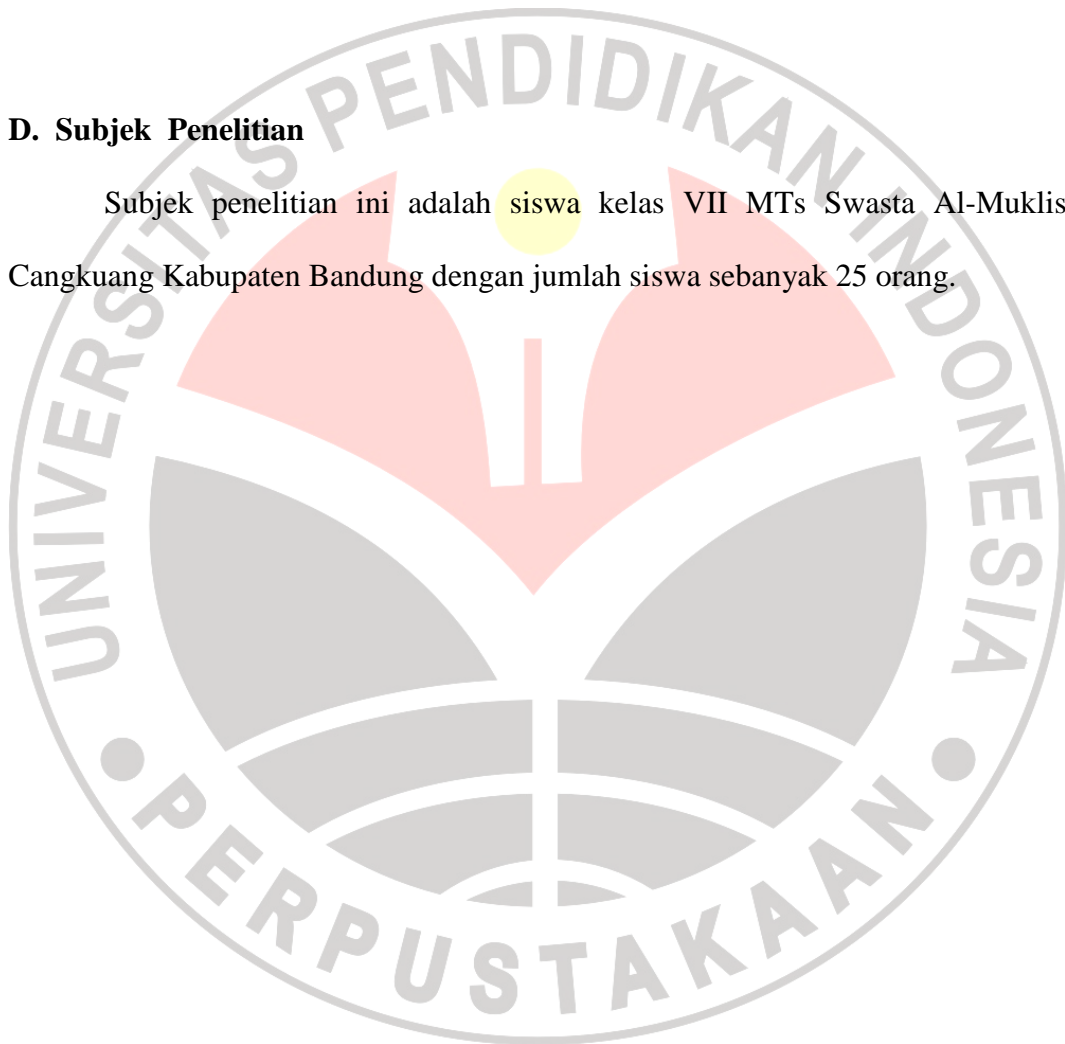 UNIVERSITAS PENDIDIKAN INDONESIA
D. Subjek Penelitian
Subjek penelitian ini adalah siswa kelas VII MTs Swasta Al-Muklis
Cangkuang Kabupaten Bandung dengan jumlah siswa sebanyak 25 orang.
PERPUSTAKAAN